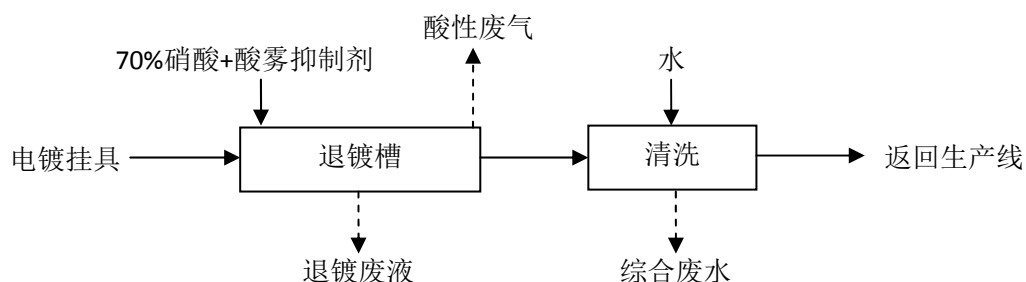 酸性废气
70%硝酸+酸雾抑制剂
水
电镀挂具
退镀槽
清洗
返回生产线
退镀废液
综合废水